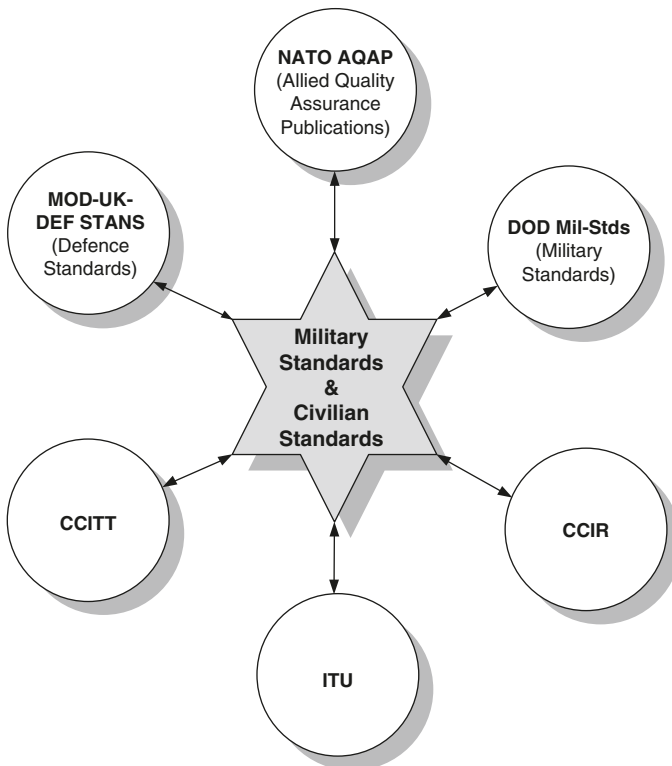 NATO AQAP
(Allied Quality
Assurance
Publications)
MOD-UK-
DEF STANS
(Defence
Standards)
DOD Mil-Stds
(Military
Standards)
Military
Standards
&
Civilian
Standards
CCITT
CCIR
ITU